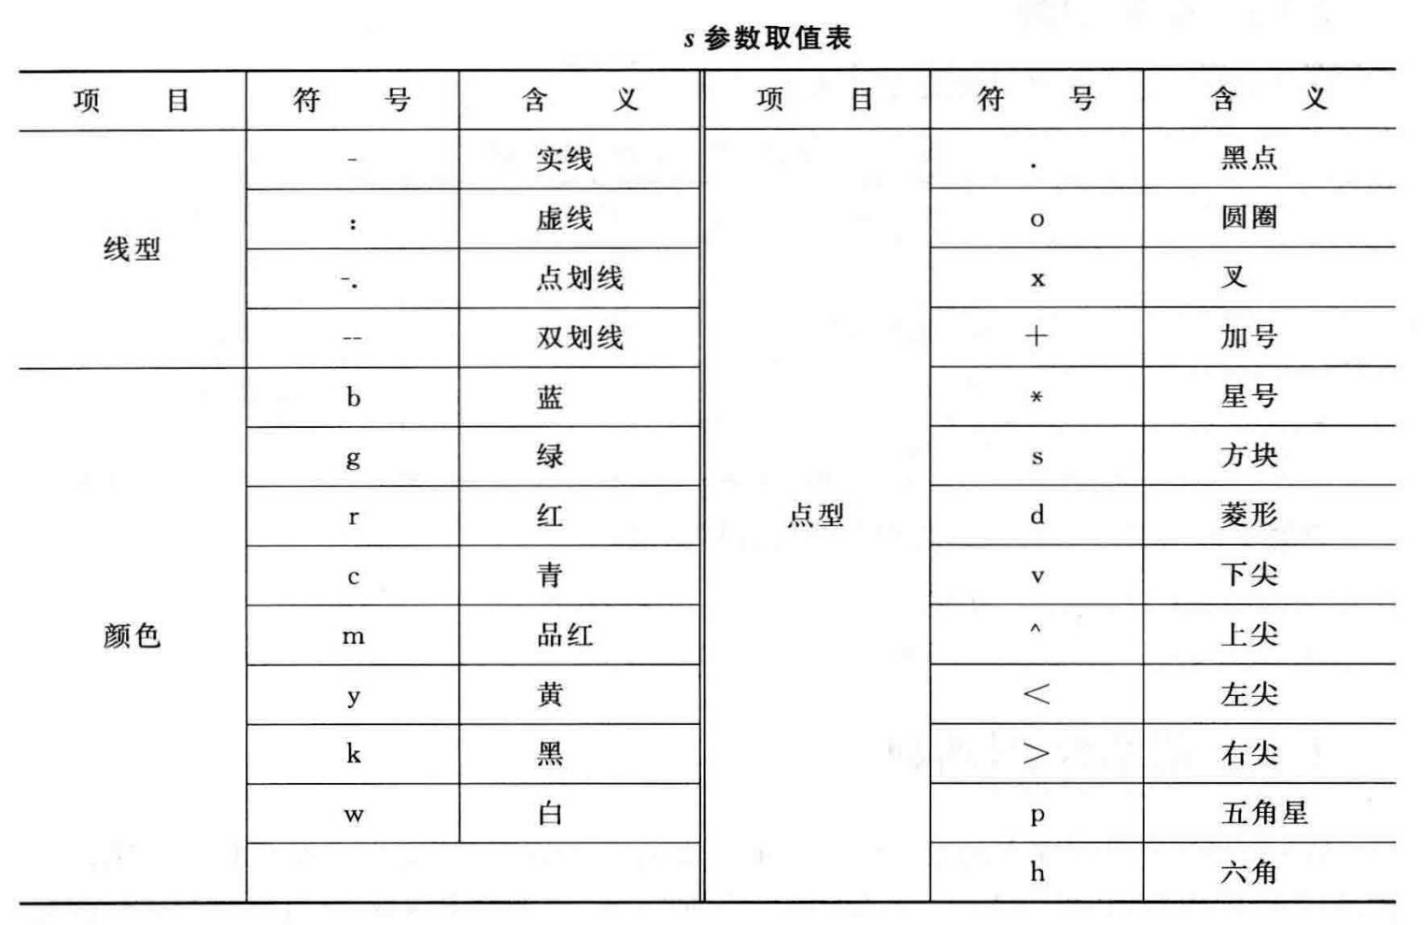 s 参数取值表
项 目 符 号 含 义 项 目 符 号 含 义
线型 - 实线 点型 . 黑点
: 虚线 o 圆圈
-. 点划线 x 叉
-- 双划线 + 加号
颜色 b 蓝 * 星号
g 绿 s 方块
r 红 d 菱形
c 青 v 下尖
m 品红 ^ 上尖
y 黄 < 左尖
k 黑 > 右尖
w 白 p 五角星
h 六角